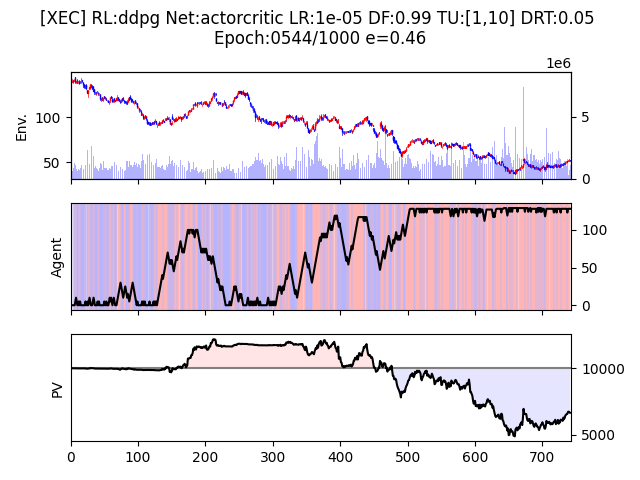 [XEC] RL:ddpg Net:actorcritic LR:1e-05 DF:0.99 TU:[1,10] DRT:0.05
Epoch:0544/1000 e=0.46
1e6
Env.
100
50
5
0
Agent
100
50
0
PV
10000
5000
0 100 200 300 400 500 600 700